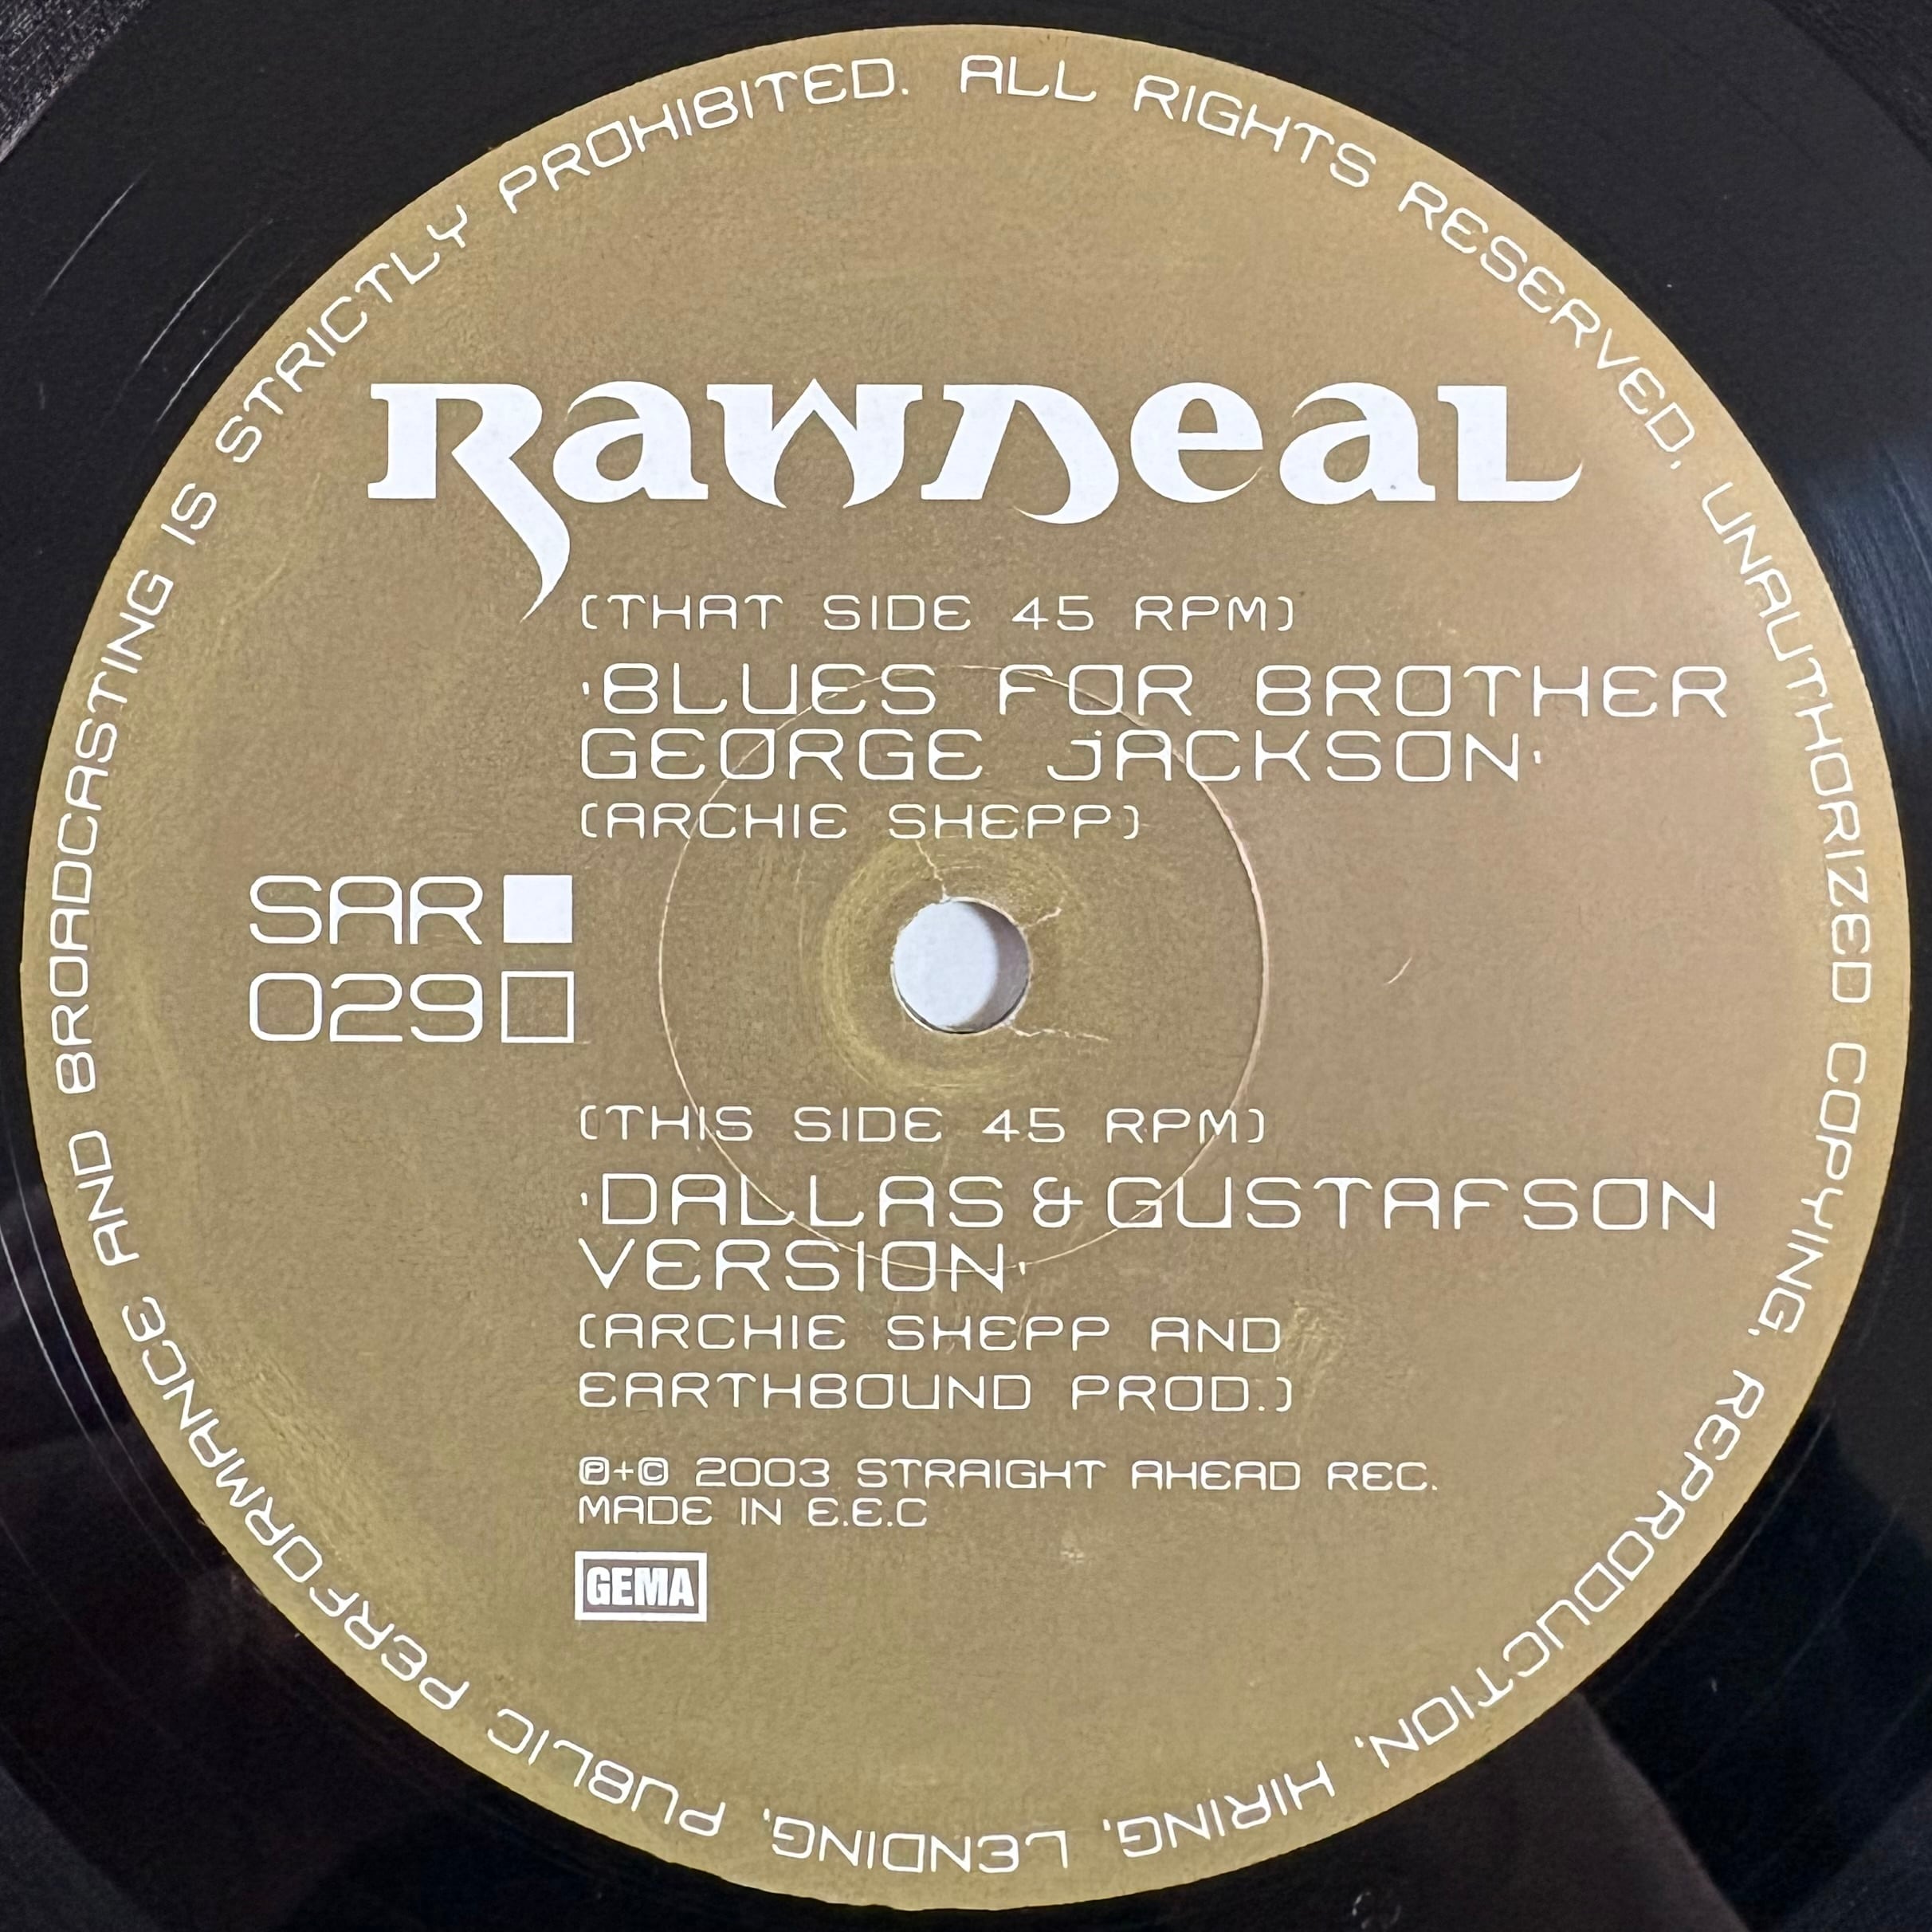 RawDeal
(THAT SIDE 45 RPM)
'BLUES FOR BROTHER
GEORGE JACKSON'
(ARCHIE SHEPP)
SAR
029
(THIS SIDE 45 RPM)
'DALLAS & GUSTAFSON
VERSION'
(ARCHIE SHEPP AND
EARTHBOUND PROD.)
℗+© 2003 STRAIGHT AHEAD REC.
MADE IN E.E.C
GEMA
ALL RIGHTS RESERVED, UNAUTHORIZED COPYING, REPRODUCTION, HIRING, LENDING, PUBLIC PERFORMANCE AND BROADCASTING IS STRICTLY PROHIBITED.